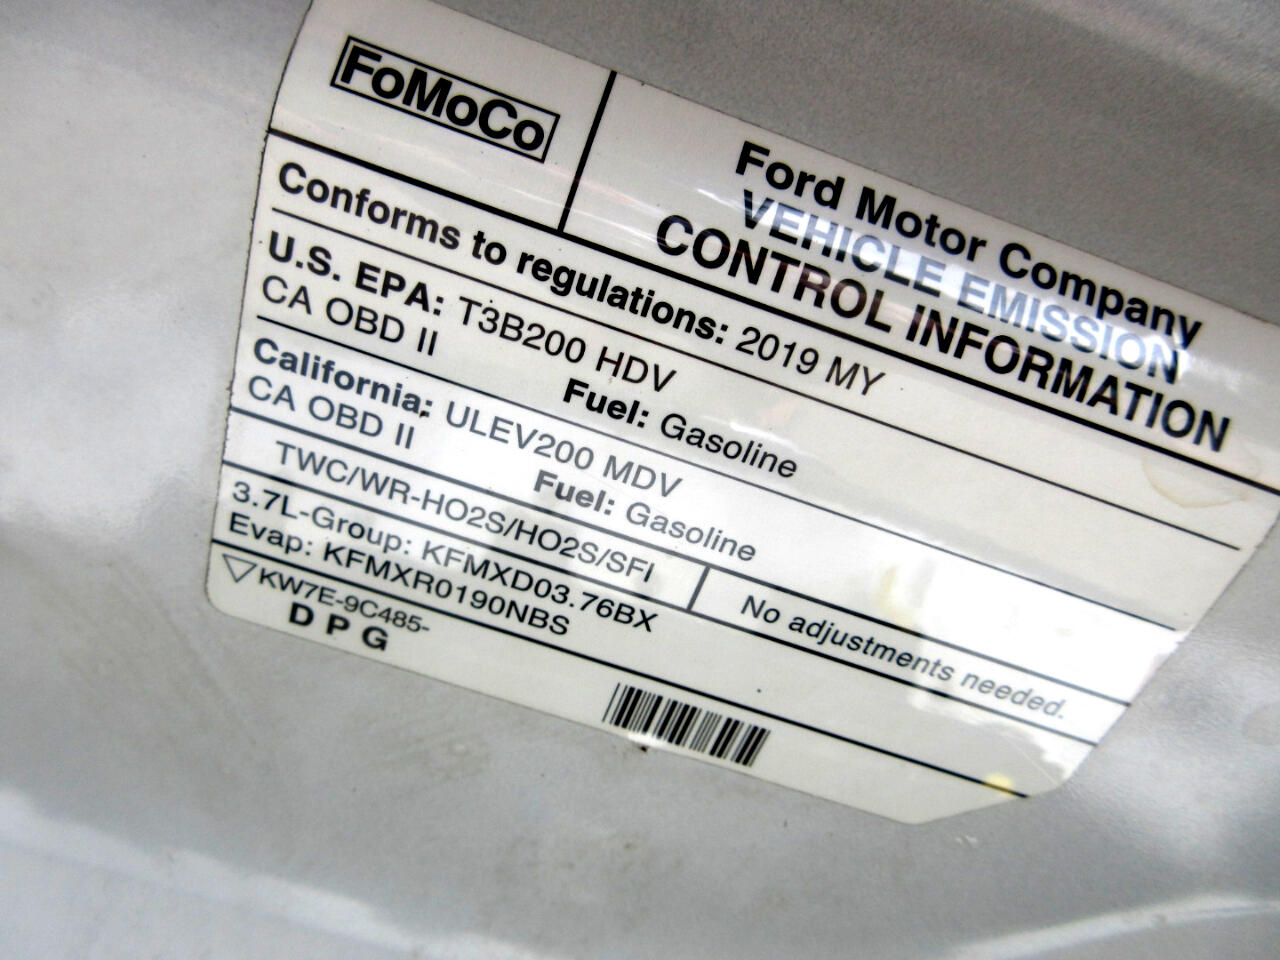 FoMoCo
Ford Motor Company
VEHICLE EMISSION
CONTROL INFORMATION
Conforms to regulations: 2019 MY
U.S. EPA: T3B200 HDV
CA OBD II Fuel: Gasoline
California: ULEV200 MDV
CA OBD II Fuel: Gasoline
TWC/WR-HO2S/HO2S/SFI
No adjustments needed.
3.7L-Group: KFMXD03.76BX
Evap: KFMXR0190NBS
KW7E-9C485-
D P G